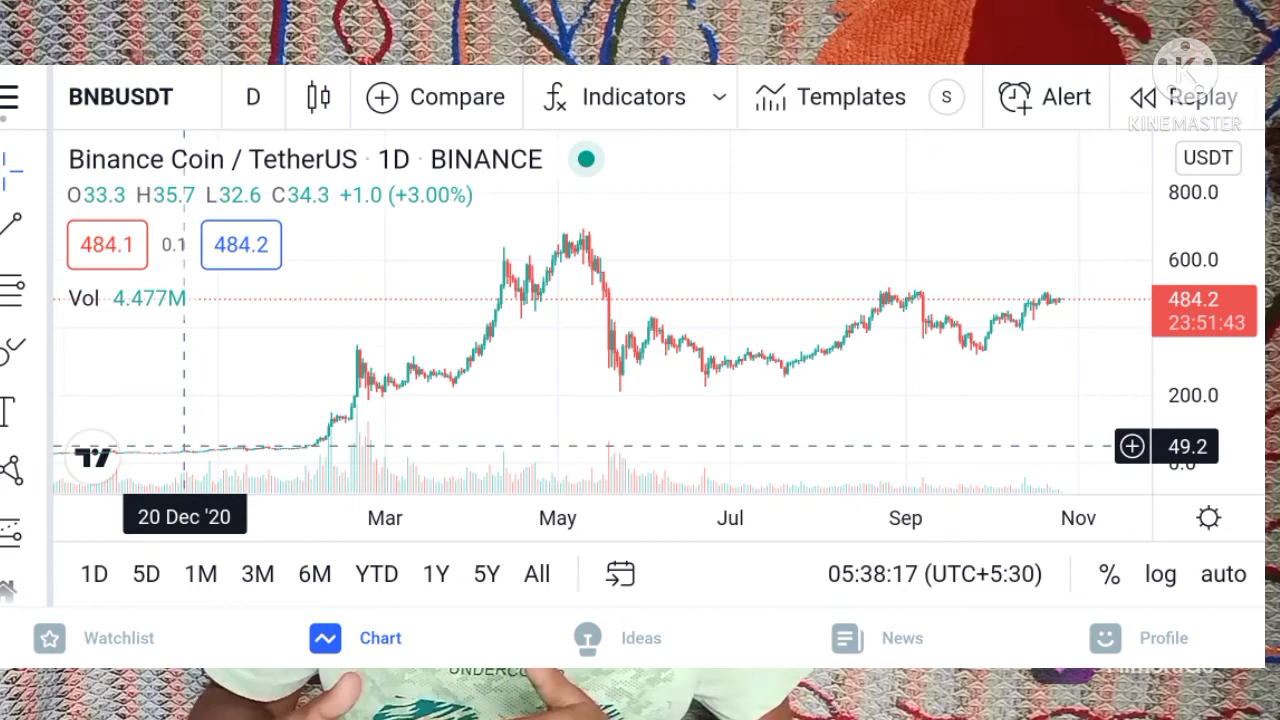 BNBUSDT D Compare Indicators Templates S Alert Replay
KINEMASTER
Binance Coin / TetherUS · 1D · BINANCE USDT
O33.3 H35.7 L32.6 C34.3 +1.0 (+3.00%)
800.0
484.1 0.1 484.2
600.0
Vol 4.477M
484.2
23:51:43
200.0
49.2
0.0
20 Dec '20 Mar May Jul Sep Nov
1D 5D 1M 3M 6M YTD 1Y 5Y All 05:38:17 (UTC+5:30) % log auto
Watchlist Chart Ideas News Profile